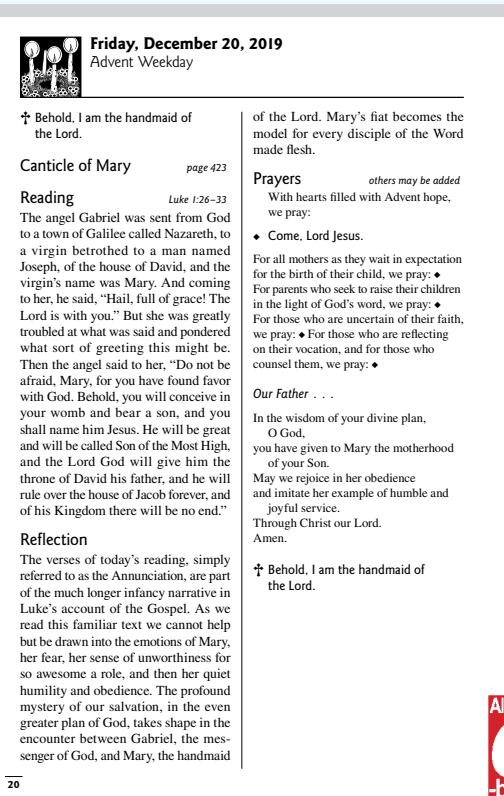 Friday, December 20, 2019
Advent Weekday
♱ Behold, I am the handmaid of
the Lord.
Canticle of Mary page 423
Reading Luke 1:26–33
The angel Gabriel was sent from God
to a town of Galilee called Nazareth, to
a virgin betrothed to a man named
Joseph, of the house of David, and the
virgin’s name was Mary. And coming
to her, he said, “Hail, full of grace! The
Lord is with you.” But she was greatly
troubled at what was said and pondered
what sort of greeting this might be.
Then the angel said to her, “Do not be
afraid, Mary, for you have found favor
with God. Behold, you will conceive in
your womb and bear a son, and you
shall name him Jesus. He will be great
and will be called Son of the Most High,
and the Lord God will give him the
throne of David his father, and he will
rule over the house of Jacob forever, and
of his Kingdom there will be no end.”
Reflection
The verses of today’s reading, simply
referred to as the Annunciation, are part
of the much longer infancy narrative in
Luke’s account of the Gospel. As we
read this familiar text we cannot help
but be drawn into the emotions of Mary,
her fear, her sense of unworthiness for
so awesome a role, and then her quiet
humility and obedience. The profound
mystery of our salvation, in the even
greater plan of God, takes shape in the
encounter between Gabriel, the mes-
senger of God, and Mary, the handmaid
of the Lord. Mary’s fiat becomes the
model for every disciple of the Word
made flesh.
Prayers others may be added
With hearts filled with Advent hope,
we pray:
◆ Come, Lord Jesus.
For all mothers as they wait in expectation
for the birth of their child, we pray: ◆
For parents who seek to raise their children
in the light of God’s word, we pray: ◆
For those who are uncertain of their faith,
we pray: ◆ For those who are reflecting
on their vocation, and for those who
counsel them, we pray: ◆
Our Father . . .
In the wisdom of your divine plan,
O God,
you have given to Mary the motherhood
of your Son.
May we rejoice in her obedience
and imitate her example of humble and
joyful service.
Through Christ our Lord.
Amen.
♱ Behold, I am the handmaid of
the Lord.
20